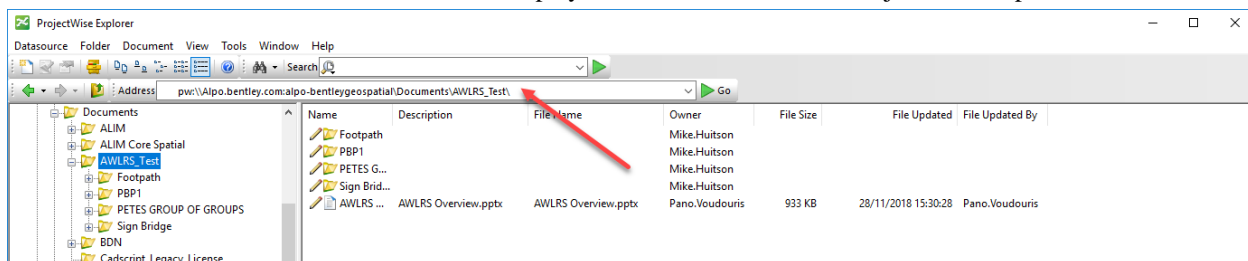 ProjectWise Explorer
Datasource Folder Document View Tools Window Help
Search
Address pw:\\Alpo.bentley.com:alpo-bentleygeospatial\Documents\AWLRS_Test\ Go
Documents
ALIM
ALIM Core Spatial
AWLRS_Test
Footpath
PBP1
PETES GROUP OF GROUPS
Sign Bridge
BDN
Cadscript Legacy License
Name Description File Name Owner File Size File Updated File Updated By
Footpath Mike.Huitson
PBP1 Mike.Huitson
PETES G... Mike.Huitson
Sign Brid... Mike.Huitson
AWLRS ... AWLRS Overview.pptx AWLRS Overview.pptx Pano.Voudouris 933 KB 28/11/2018 15:30:28 Pano.Voudouris